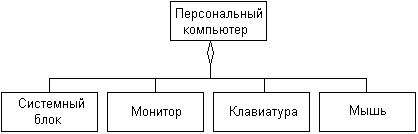 Персональный
компьютер
Системный
блок
Монитор
Клавиатура
Мышь